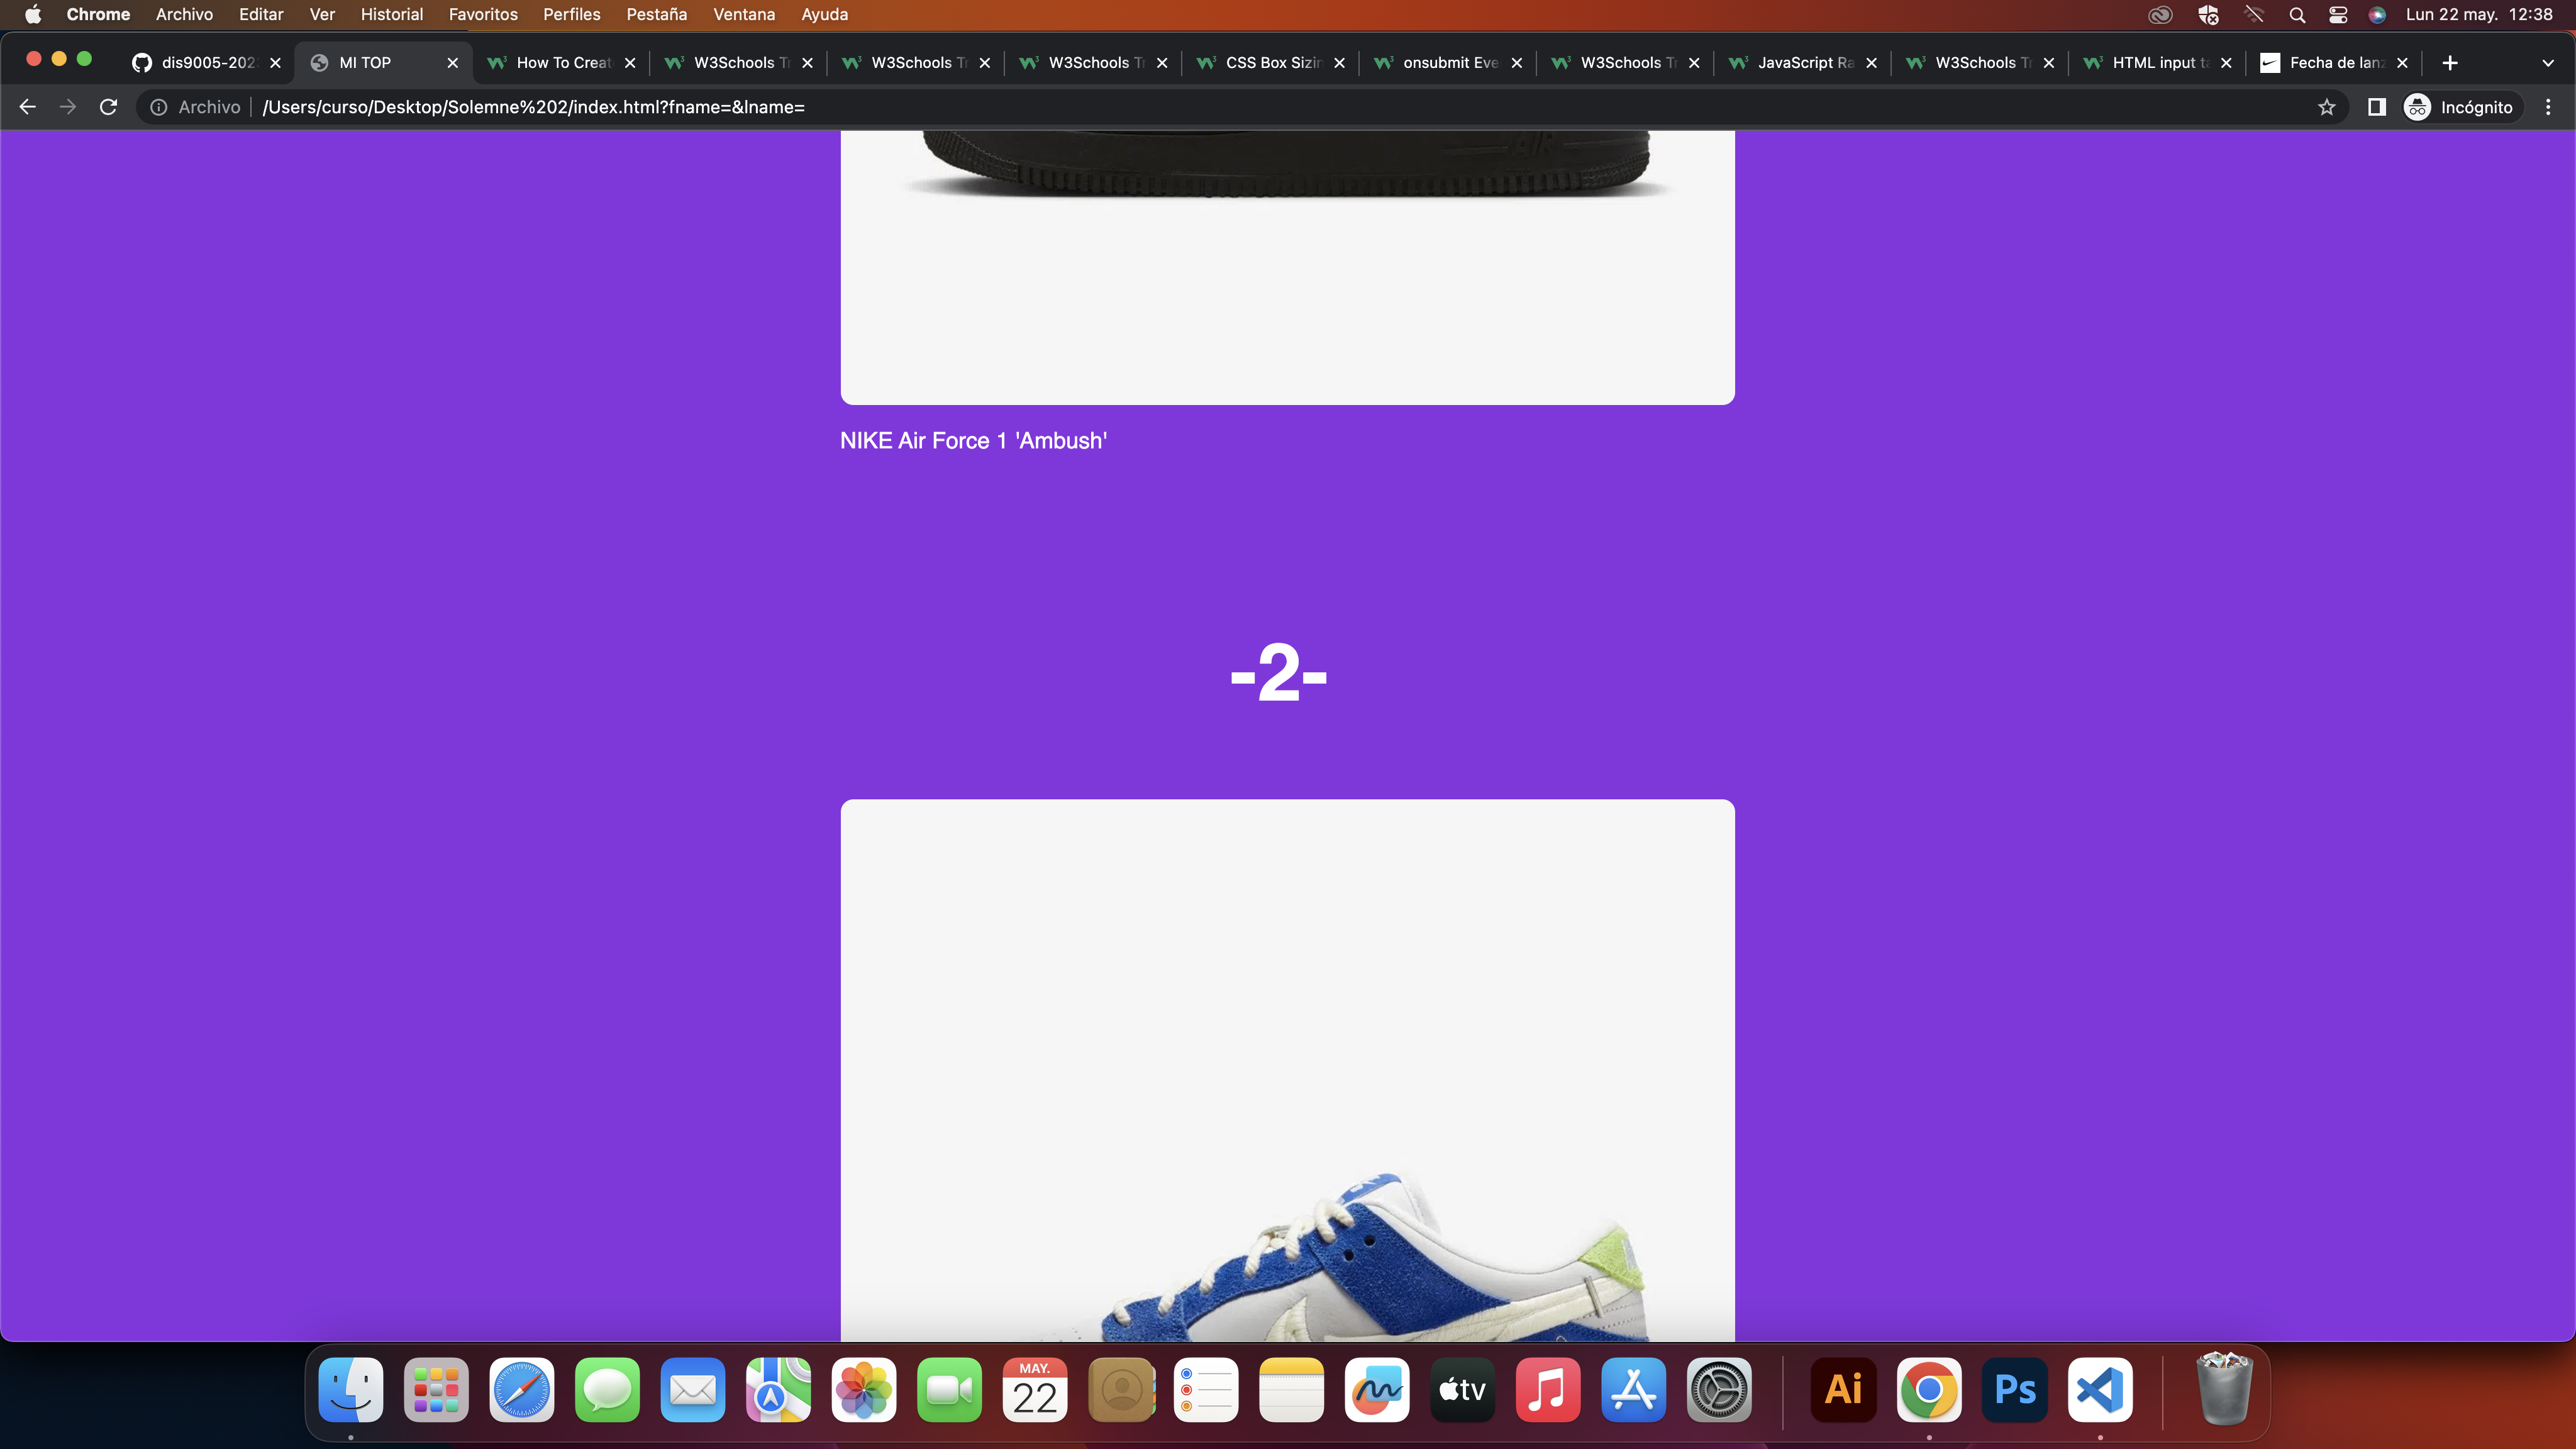 Chrome Archivo Editar Ver Historial Favoritos Perfiles Pestaña Ventana Ayuda Lun 22 may. 12:38
dis9005-202 MI TOP How To Creat W3Schools Tr W3Schools Tr W3Schools Tr CSS Box Sizin onsubmit Eve W3Schools Tr JavaScript Ra W3Schools Tr HTML input ta Fecha de lanz
Archivo /Users/curso/Desktop/Solemne%202/index.html?fname=&lname= Incógnito
AIR
NIKE Air Force 1 'Ambush'
-2-
MAY.
22
tv
Ai
Ps